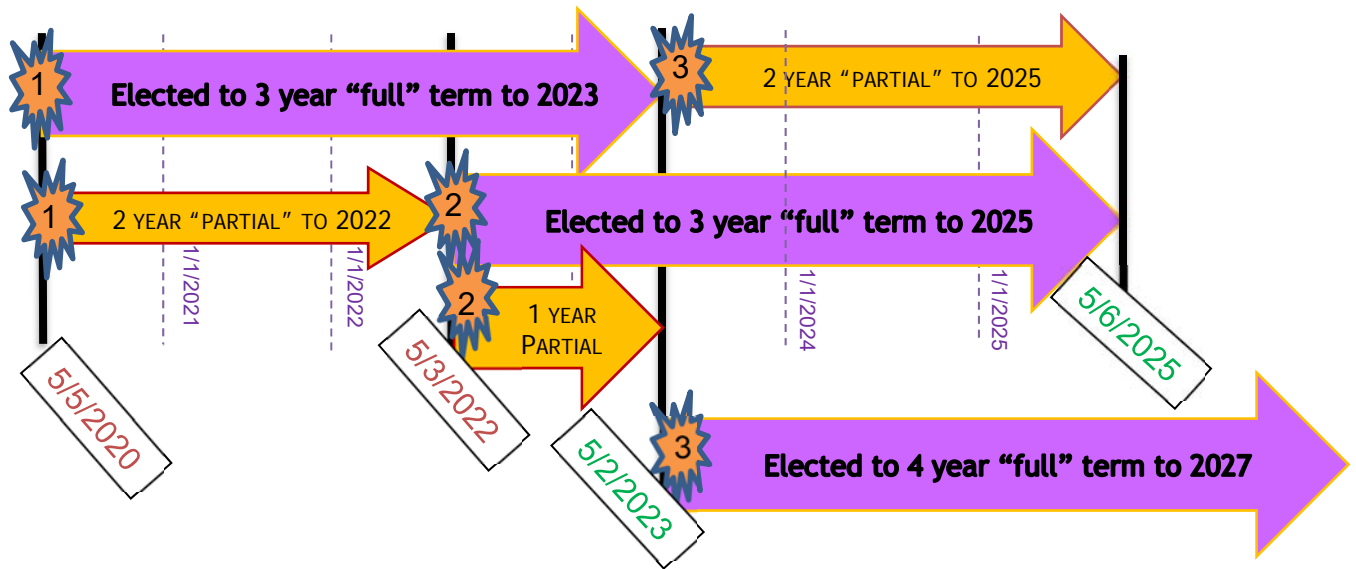 1
Elected to 3 year “full” term to 2023
3
2 YEAR “PARTIAL” TO 2025
1
2 YEAR “PARTIAL” TO 2022
2
Elected to 3 year “full” term to 2025
1/1/2021
1/1/2022
2
1 YEAR
PARTIAL
1/1/2024
1/1/2025
5/6/2025
5/5/2020
5/3/2022
5/2/2023
3
Elected to 4 year “full” term to 2027